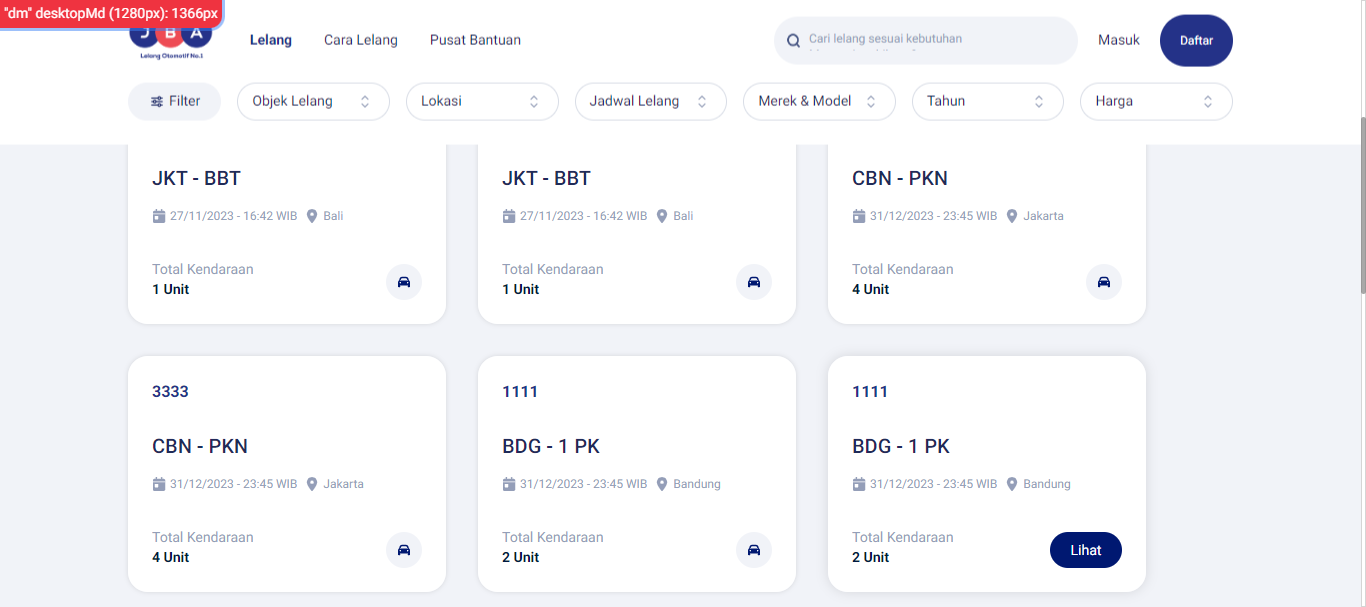 "dm" desktopMd (1280px): 1366px
J B A
Lelang Otomotif No.1
Lelang
Cara Lelang
Pusat Bantuan
Cari lelang sesuai kebutuhan
Masuk
Daftar
Filter
Objek Lelang
Lokasi
Jadwal Lelang
Merek & Model
Tahun
Harga
JKT - BBT
27/11/2023 - 16:42 WIB Bali
Total Kendaraan
1 Unit
JKT - BBT
27/11/2023 - 16:42 WIB Bali
Total Kendaraan
1 Unit
CBN - PKN
31/12/2023 - 23:45 WIB Jakarta
Total Kendaraan
4 Unit
3333
CBN - PKN
31/12/2023 - 23:45 WIB Jakarta
Total Kendaraan
4 Unit
1111
BDG - 1 PK
31/12/2023 - 23:45 WIB Bandung
Total Kendaraan
2 Unit
1111
BDG - 1 PK
31/12/2023 - 23:45 WIB Bandung
Total Kendaraan
2 Unit
Lihat